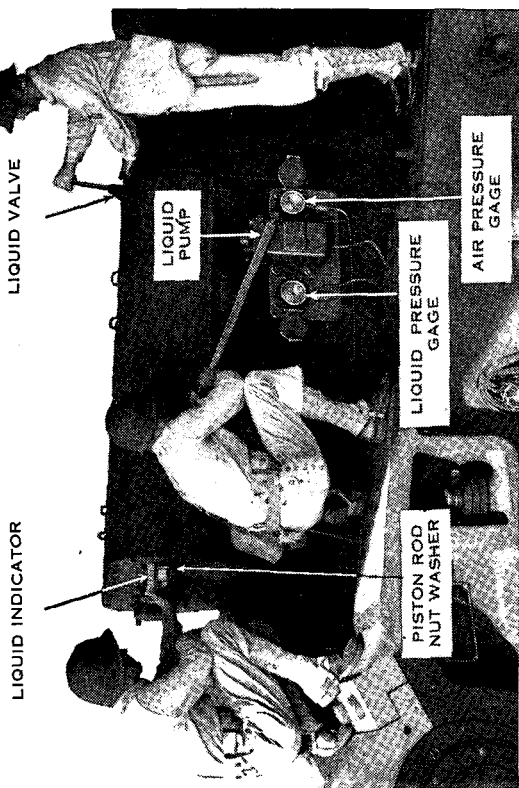 LIQUID INDICATOR
LIQUID VALVE
LIQUID
PUMP
PISTON ROD
NUT WASHER
LIQUID PRESSURE
GAGE
AIR PRESSURE
GAGE